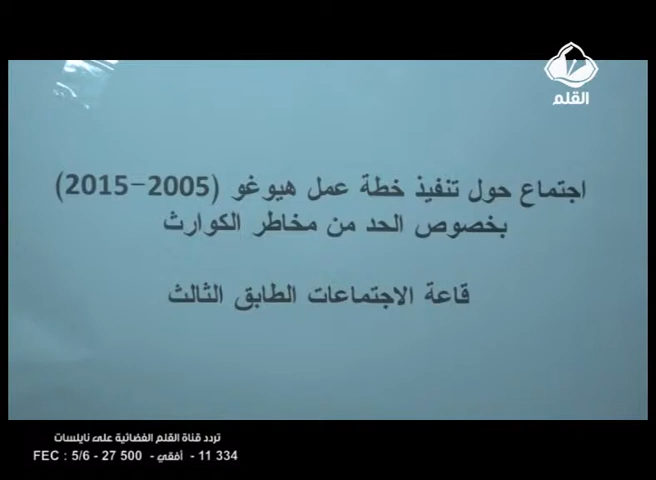 القلم
اجتماع حول تنفيذ خطة عمل هيوغو (2005-2015)
بخصوص الحد من مخاطر الكوارث
قاعة الاجتماعات الطابق الثالث
تردد قناة القلم الفضائية على نايلسات
11 334 - أفقي - 27 500 - FEC : 5/6